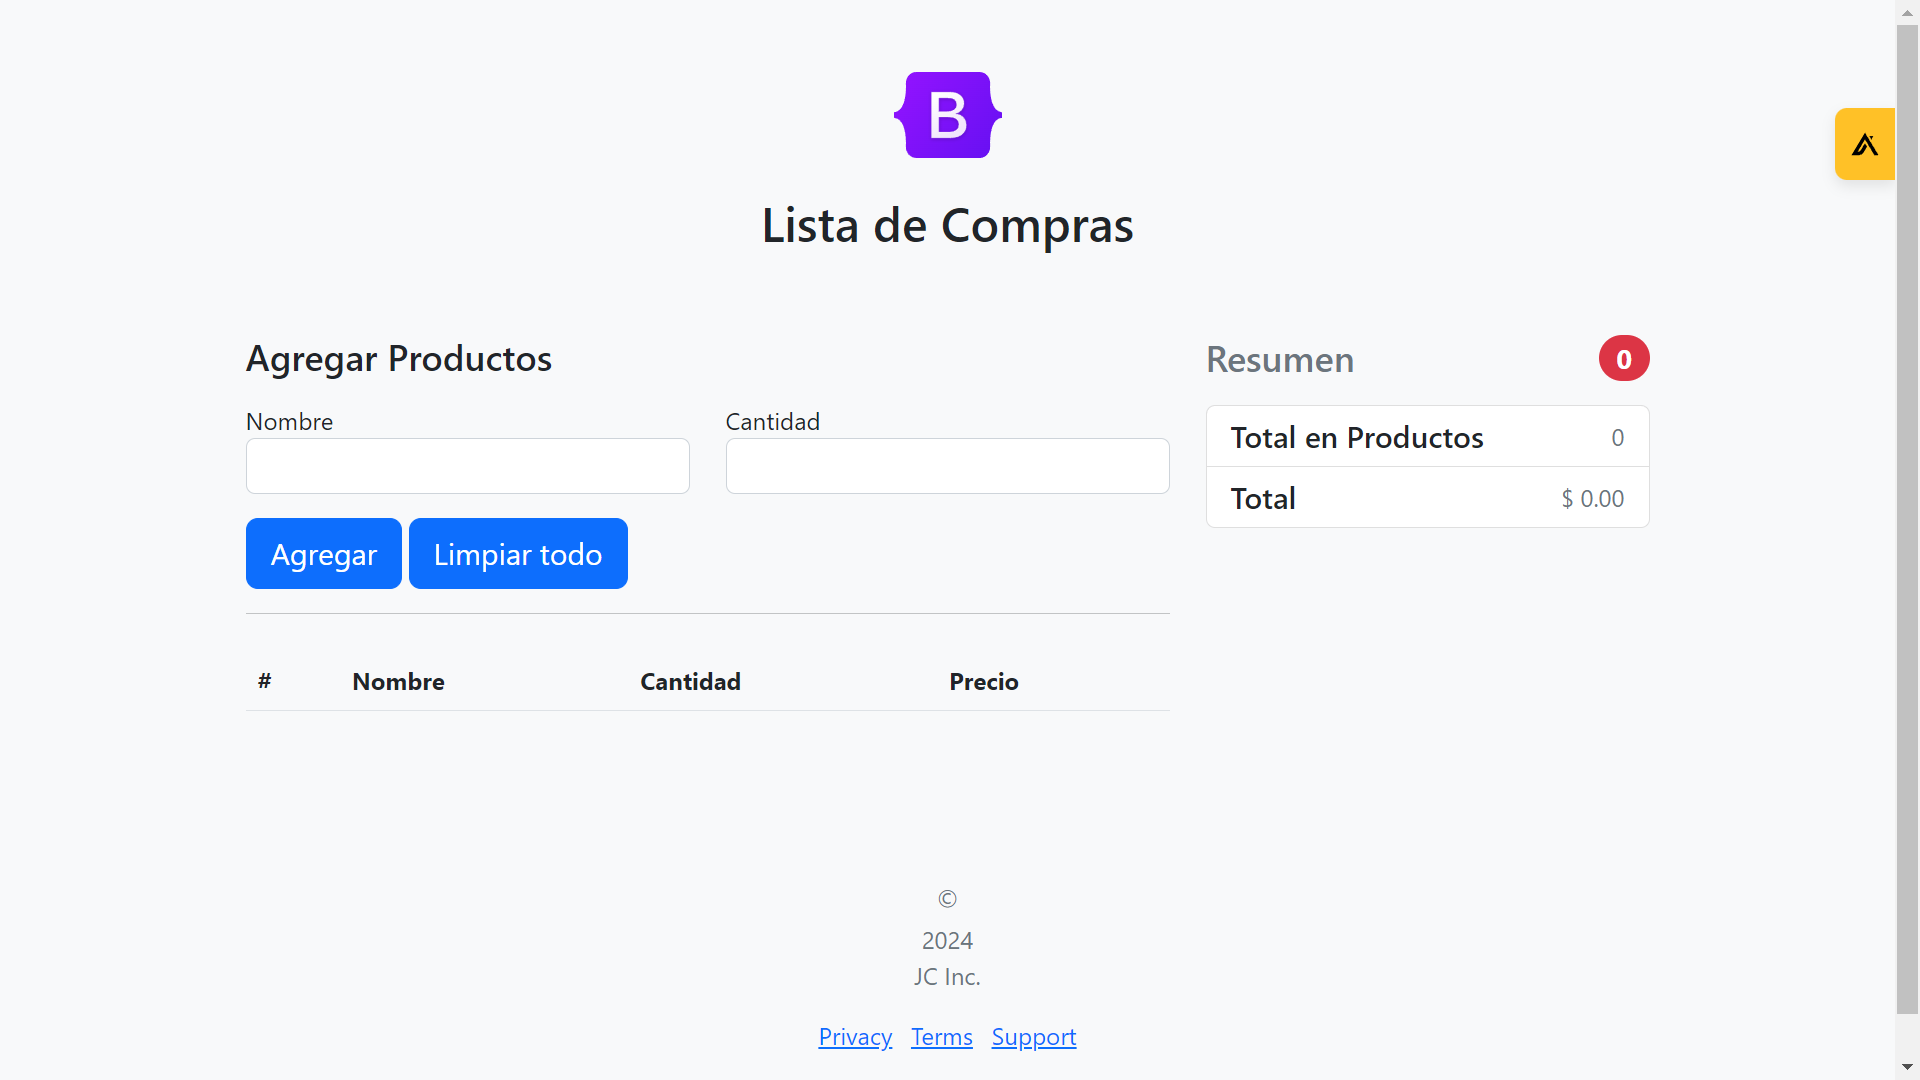 B
Lista de Compras
Agregar Productos
Nombre
Cantidad
Agregar
Limpiar todo
# Nombre Cantidad Precio
Resumen 0
Total en Productos 0
Total $ 0.00
©
2024
JC Inc.
Privacy Terms Support